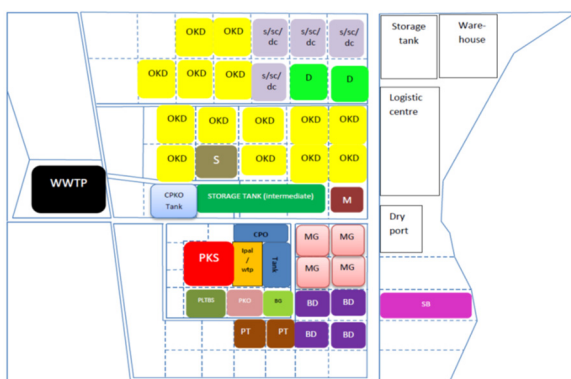 OKD OKD s/sc/dc s/sc/dc s/sc/dc
OKD OKD OKD s/sc/dc D D
Storage tank
Ware-house
OKD OKD OKD OKD OKD
Logistic centre
OKD S OKD OKD OKD
WWTP
CPKO Tank
STORAGE TANK (intermediate)
M
Dry port
CPO
MG MG
PKS
Ipal / wtp
Tank
MG MG
PLTBS
PKO
BG
BD BD
SB
PT PT BD BD